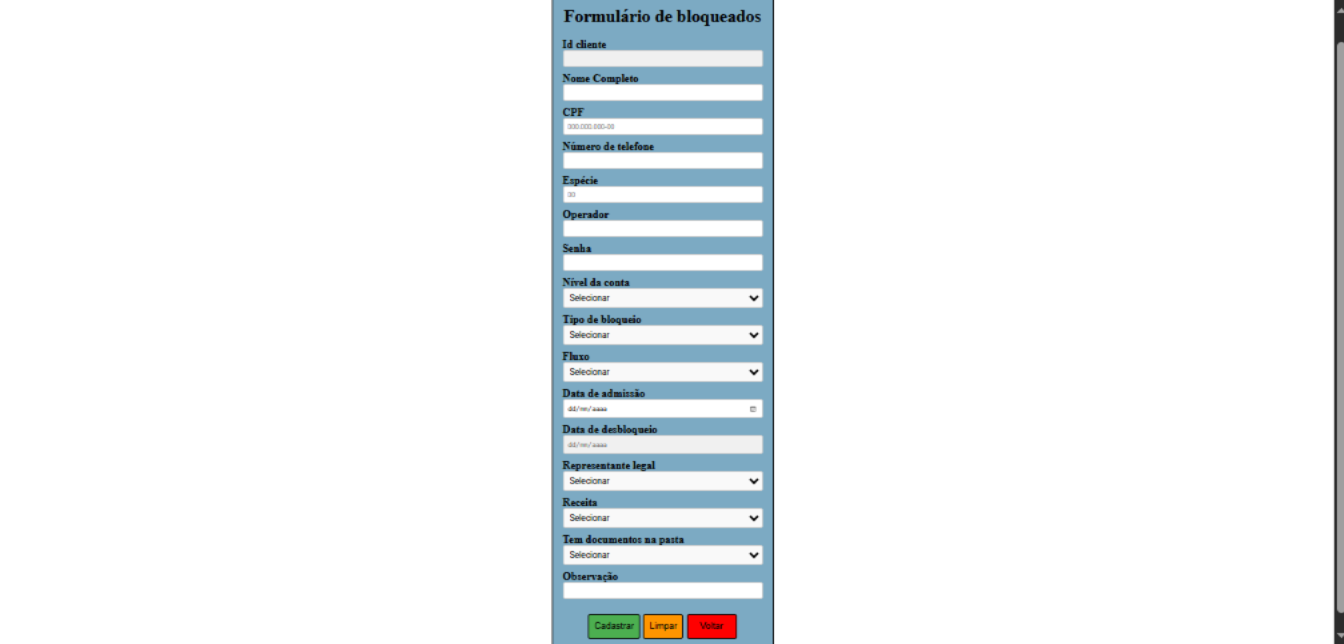 Formulário de bloqueados
Id cliente
Nome Completo
CPF
000.000.000-00
Número de telefone
Espécie
00
Operador
Senha
Nível da conta
Selecionar
Tipo de bloqueio
Selecionar
Fluxo
Selecionar
Data de admissão
dd/mm/aaaa
Data de desbloqueio
dd/mm/aaaa
Representante legal
Selecionar
Receita
Selecionar
Tem documentos na pasta
Selecionar
Observação
Cadastrar Limpar Voltar